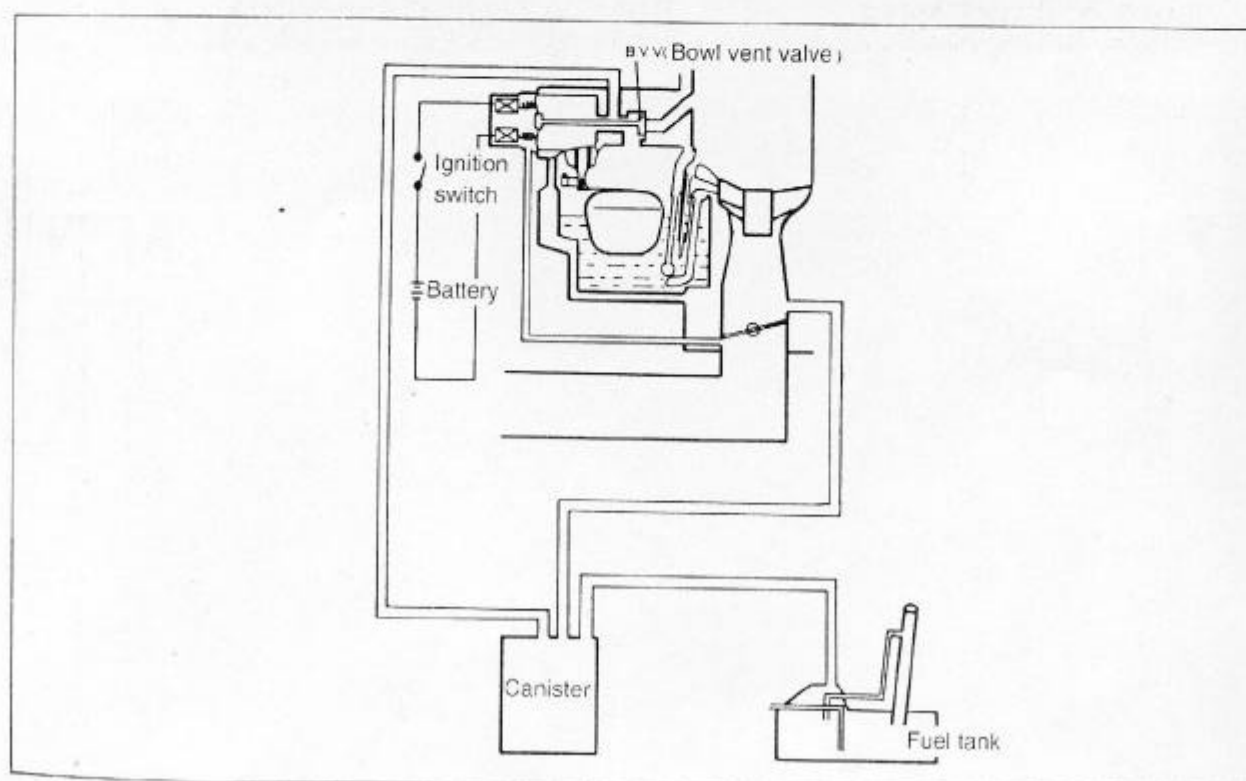 B V V( Bowl vent valve )
Ignition
switch
Battery
Canister
Fuel tank